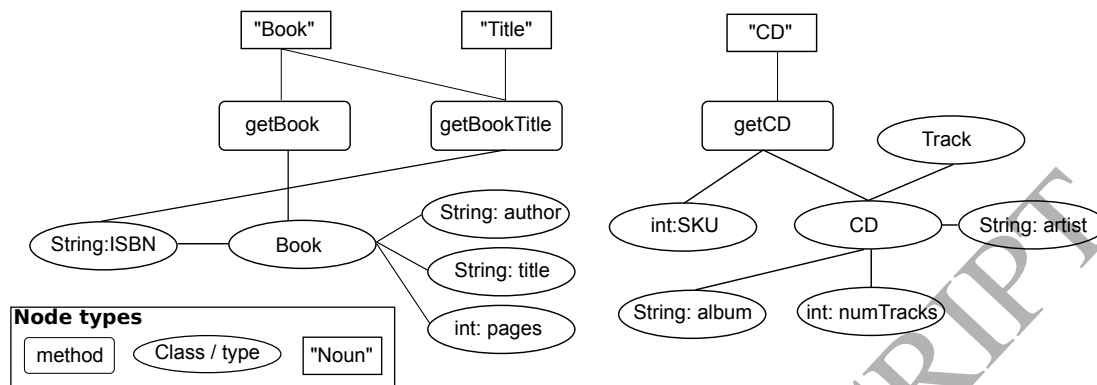 "Book"
"Title"
"CD"
getBook
getBookTitle
getCD
Track
String: author
String:ISBN
Book
int:SKU
CD
String: artist
String: title
String: album
int: numTracks
int: pages
Node types
method
Class / type
"Noun"
RIPT